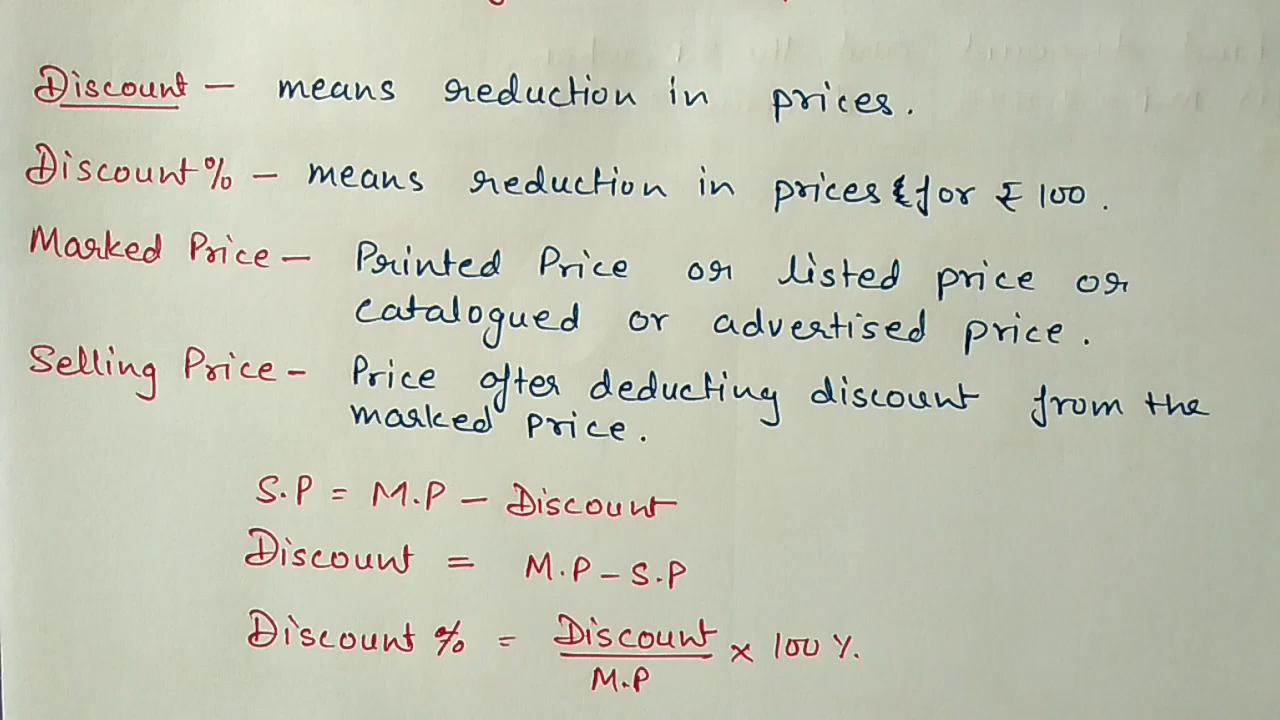 Discount — means reduction in prices.
Discount% — means reduction in prices for ₹ 100.
Marked Price — Printed Price or listed price or
catalogued or advertised price.
Selling Price - Price after deducting discount from the
marked price.
S.P = M.P — Discount
Discount = M.P - S.P
Discount % = Discount/M.P × 100 %.